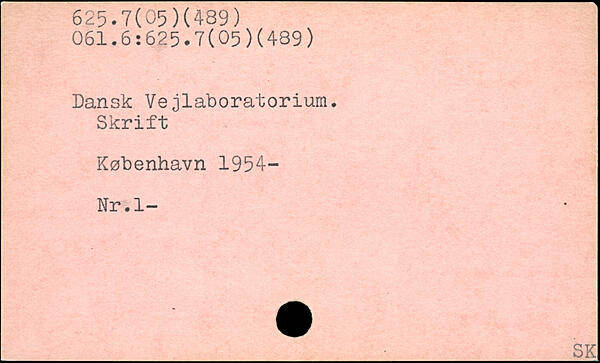 625.7(05)(489)
061.6:625.7(05)(489)
Dansk Vejlaboratorium.
Skrift
København 1954-
Nr.1-
SK